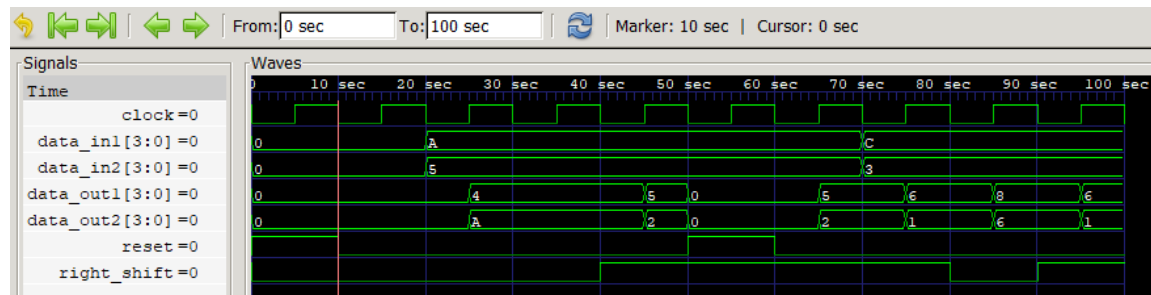 From: 0 sec To: 100 sec Marker: 10 sec | Cursor: 0 sec
Signals Waves
Time 0 10 sec 20 sec 30 sec 40 sec 50 sec 60 sec 70 sec 80 sec 90 sec 100 sec
clock=0
data_in1[3:0]=0 0 A C
data_in2[3:0]=0 0 5 3
data_out1[3:0]=0 0 4 5 0 5 6 8 6
data_out2[3:0]=0 0 A 2 0 2 1 6 1
reset=0
right_shift=0